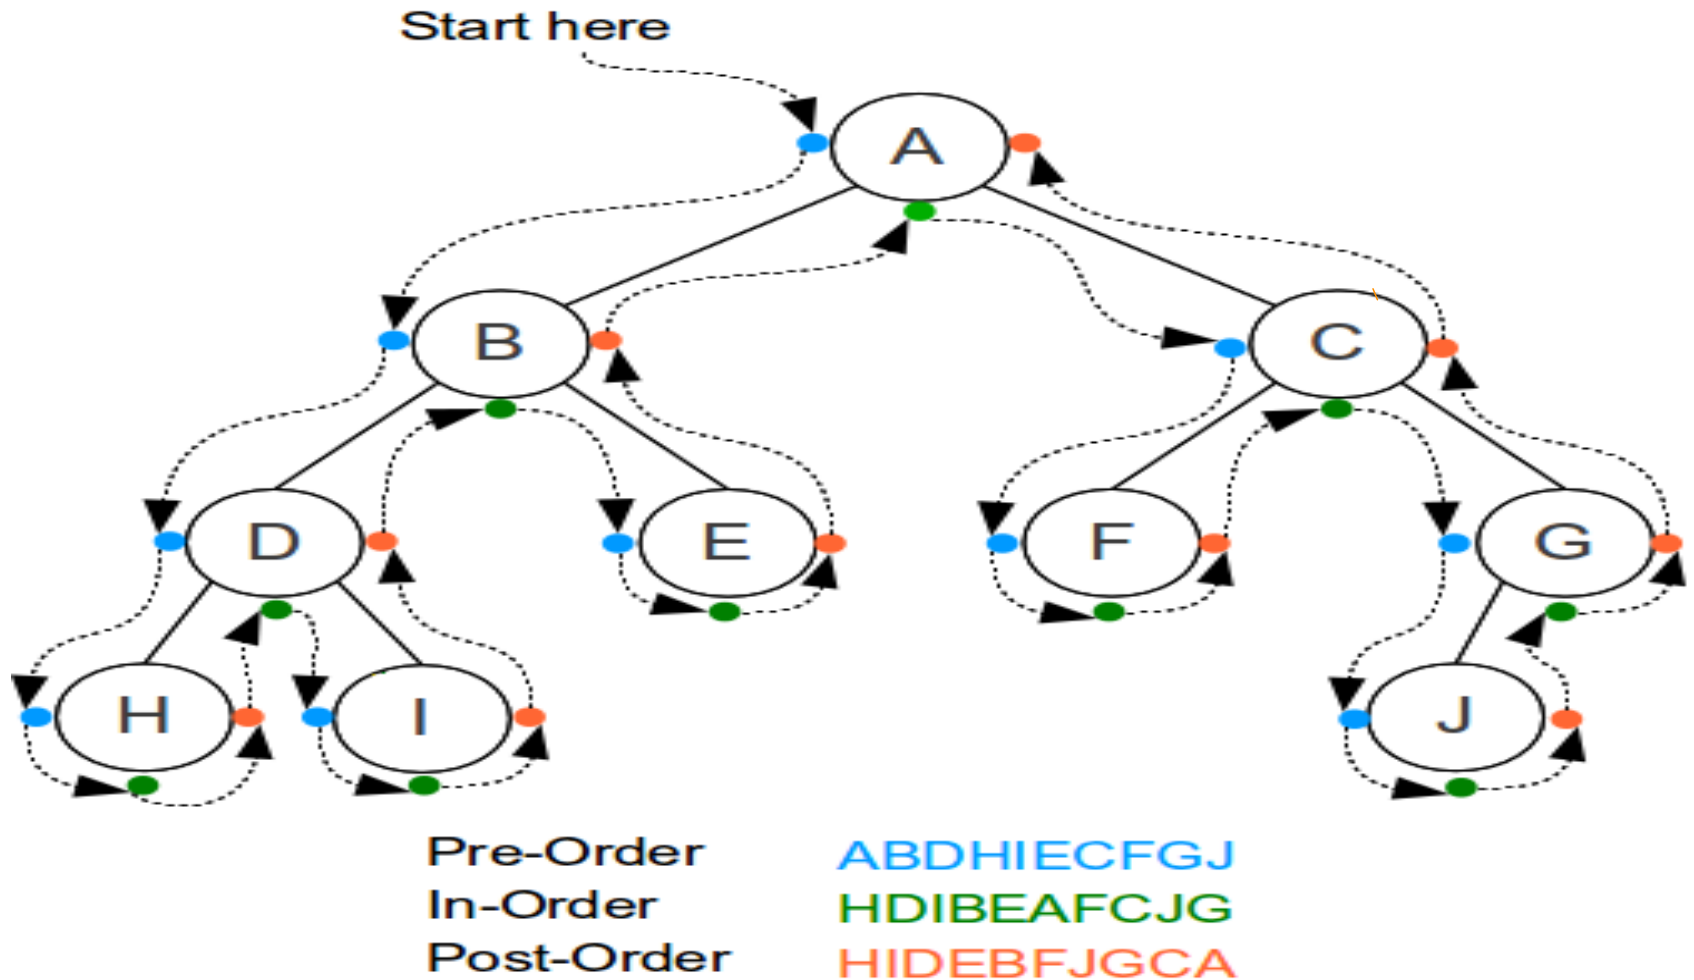 Start here
A
B
C
D
E
F
G
H
I
J
Pre-Order ABDHIECFGJ
In-Order HDIBEAFCJG
Post-Order HIDEBFJGCA